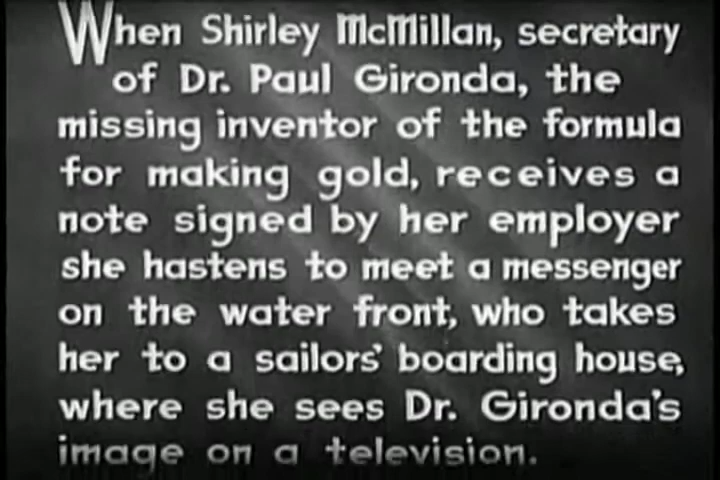 When Shirley McMillan, secretary
of Dr. Paul Gironda, the
missing inventor of the formula
for making gold, receives a
note signed by her employer
she hastens to meet a messenger
on the water front, who takes
her to a sailors' boarding house,
where she sees Dr. Gironda's
image on a television.